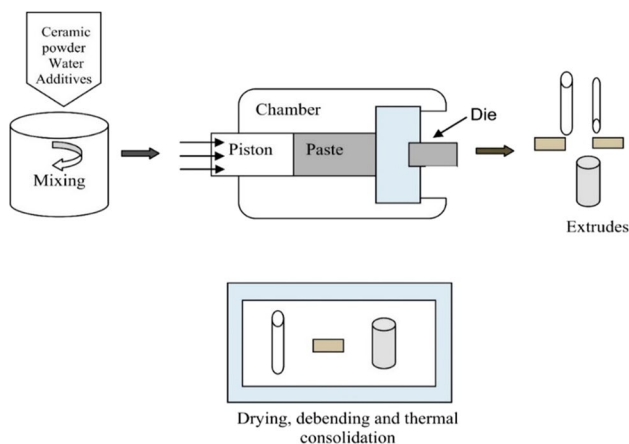 Ceramic
powder
Water
Additives
Mixing
Chamber
Piston
Paste
Die
Extrudes
Drying, debending and thermal
consolidation